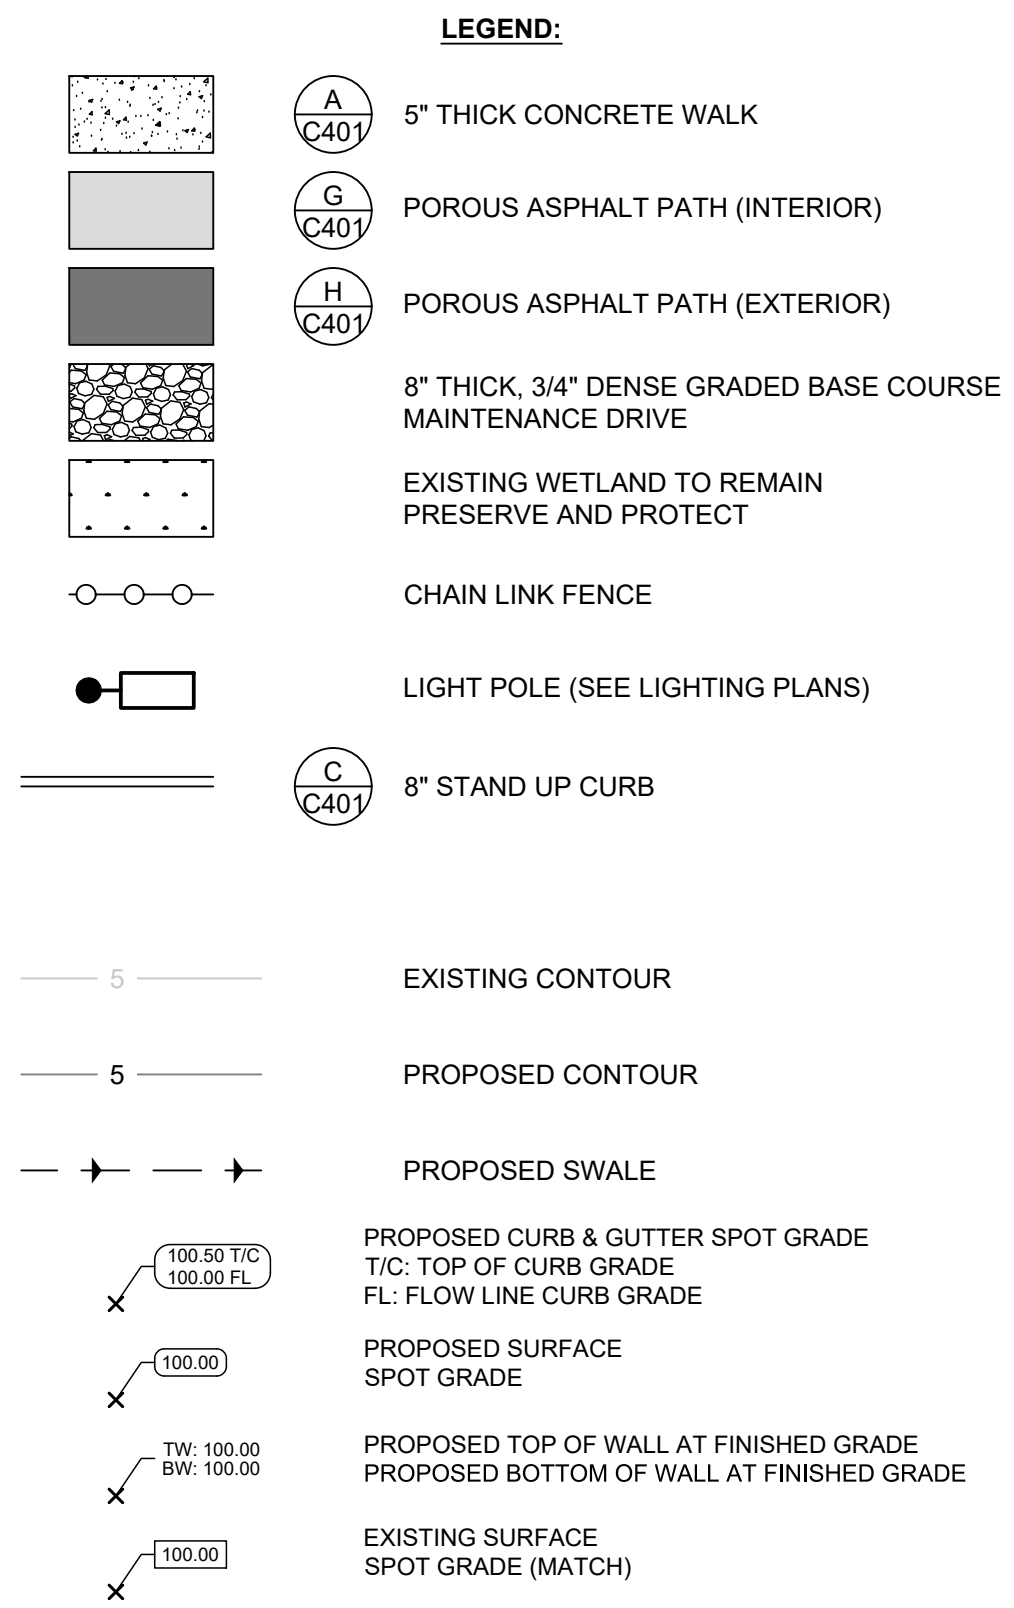 LEGEND:
A
C401
5" THICK CONCRETE WALK
G
C401
POROUS ASPHALT PATH (INTERIOR)
H
C401
POROUS ASPHALT PATH (EXTERIOR)
8" THICK, 3/4" DENSE GRADED BASE COURSE
MAINTENANCE DRIVE
EXISTING WETLAND TO REMAIN
PRESERVE AND PROTECT
CHAIN LINK FENCE
LIGHT POLE (SEE LIGHTING PLANS)
C
C401
8" STAND UP CURB
5
EXISTING CONTOUR
5
PROPOSED CONTOUR
PROPOSED SWALE
100.50 T/C
100.00 FL
PROPOSED CURB & GUTTER SPOT GRADE
T/C: TOP OF CURB GRADE
FL: FLOW LINE CURB GRADE
100.00
PROPOSED SURFACE
SPOT GRADE
TW: 100.00
BW: 100.00
PROPOSED TOP OF WALL AT FINISHED GRADE
PROPOSED BOTTOM OF WALL AT FINISHED GRADE
100.00
EXISTING SURFACE
SPOT GRADE (MATCH)